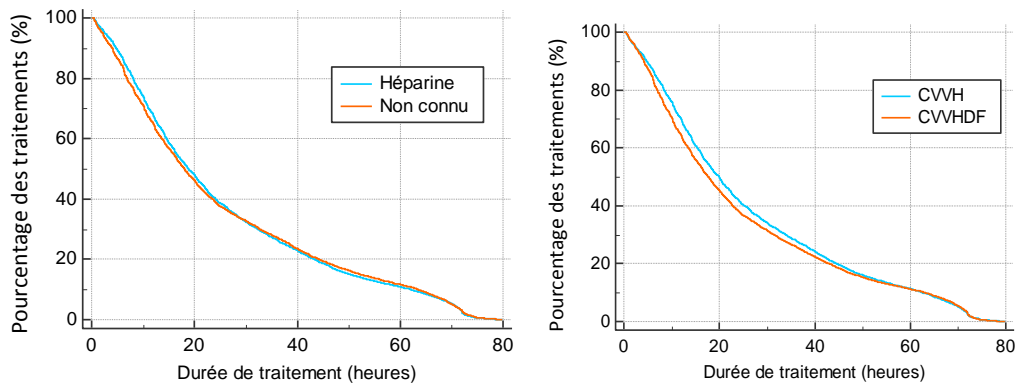 Pourcentage des traitements (%)
100
80
60
40
20
0
Héparine
Non connu
0 20 40 60 80
Durée de traitement (heures)
Pourcentage des traitements (%)
100
80
60
40
20
0
CVVH
CVVHDF
0 20 40 60 80
Durée de traitement (heures)